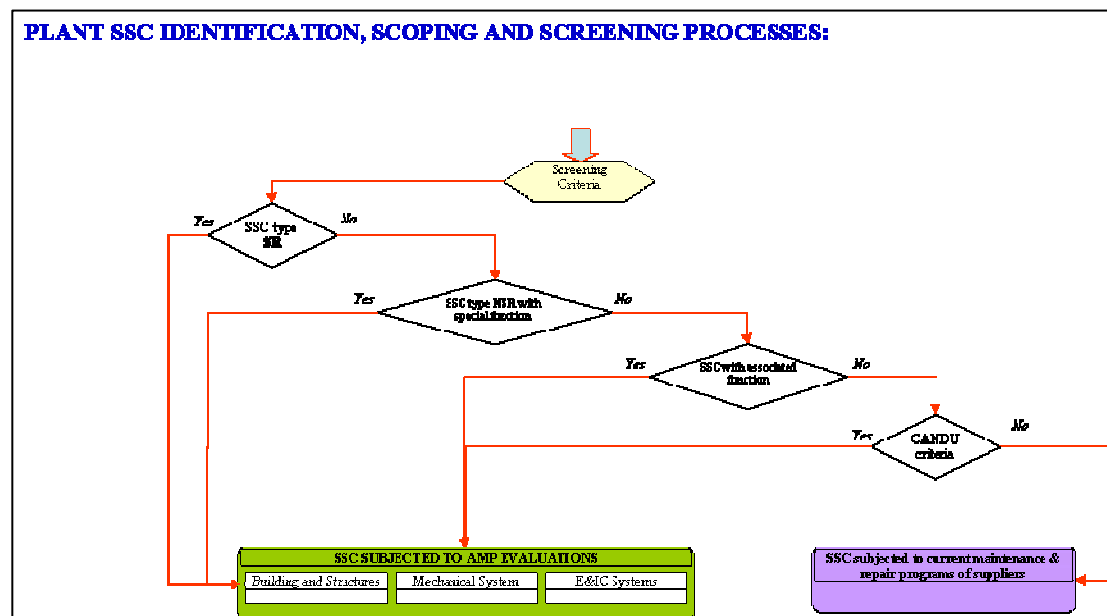 PLANT SSC IDENTIFICATION, SCOPING AND SCREENING PROCESSES:
Screening
Criteria
Yes
SSC type
SR
No
Yes
SSC type NSR with
special function
No
Yes
SSC with associated
function
No
Yes
CANDU
criteria
No
SSC SUBJECTED TO AMP EVALUATIONS
Building and Structures
Mechanical System
E&IC Systems
SSC subjected to current maintenance &
repair programs of suppliers